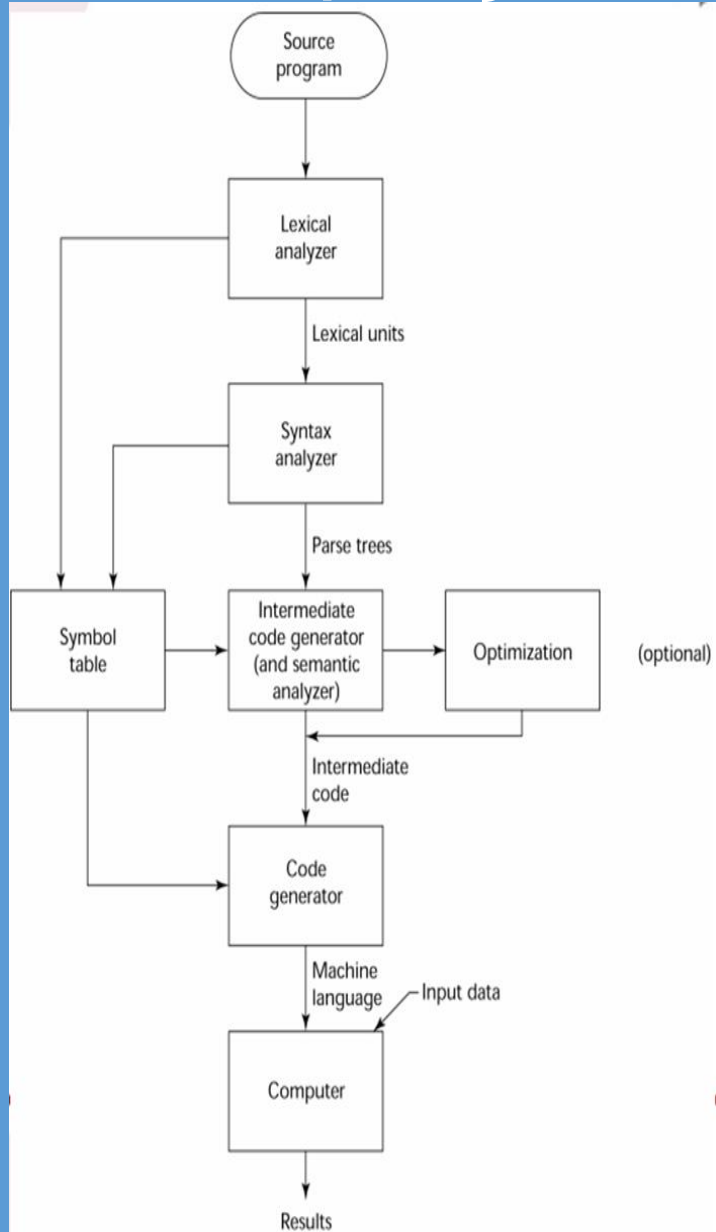 Source
program
Lexical
analyzer
Lexical units
Syntax
analyzer
Parse trees
Symbol
table
Intermediate
code generator
(and semantic
analyzer)
Optimization
(optional)
Intermediate
code
Code
generator
Machine
language
Input data
Computer
Results